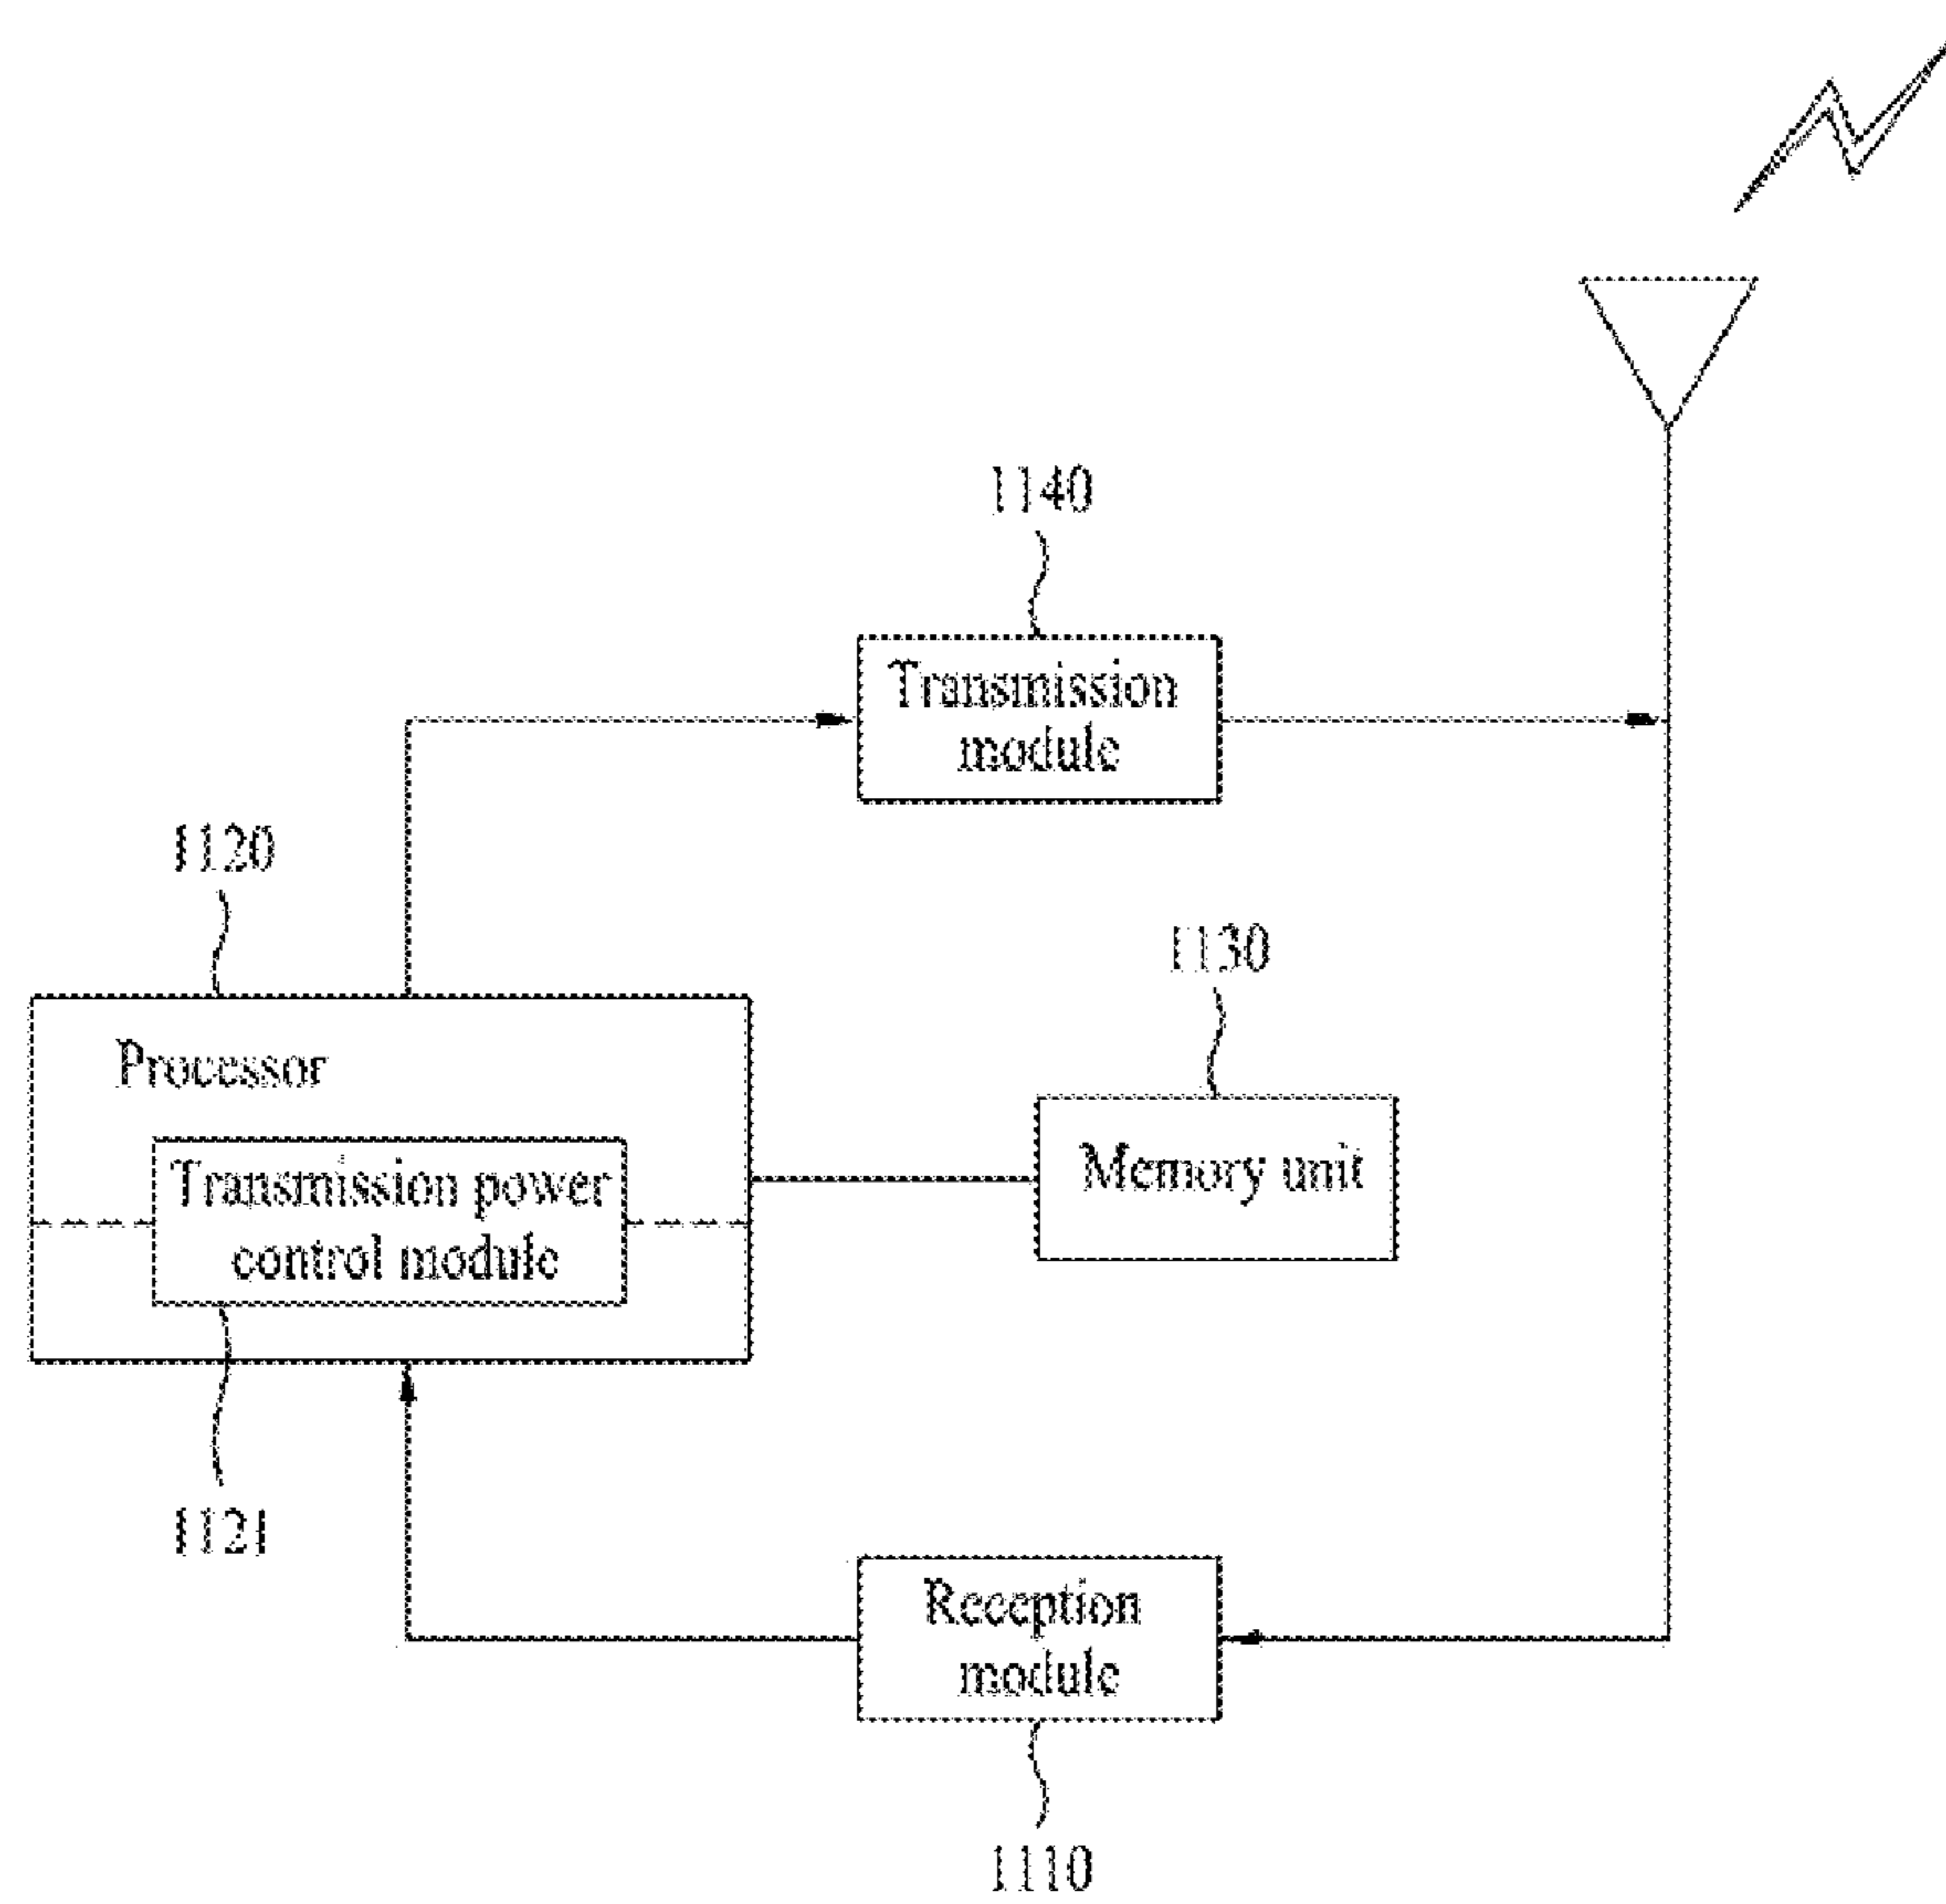 1140
Transmission
module
1120
1130
Processor
Memory unit
Transmission power
control module
1121
Reception
module
1110